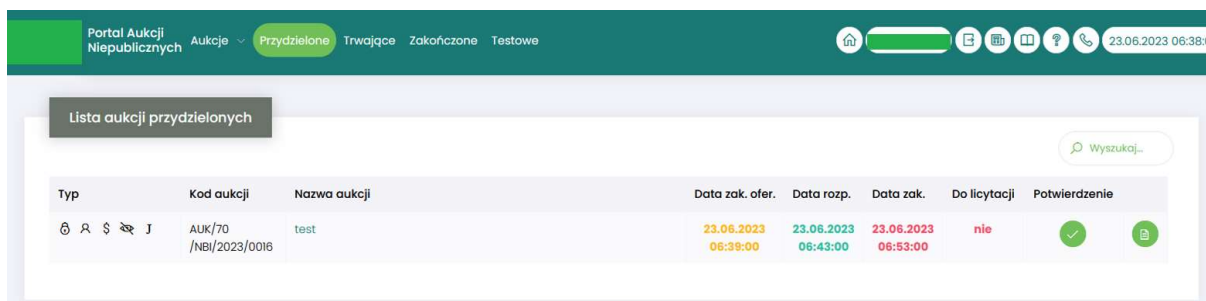 Portal Aukcji
Niepublicznych
Aukcje Przydzielone Trwające Zakończone Testowe
23.06.2023 06:38:
Lista aukcji przydzielonych
Wyszukaj...
Typ Kod aukcji Nazwa aukcji Data zak. ofer. Data rozp. Data zak. Do licytacji Potwierdzenie
$ J AUK/70 test 23.06.2023 23.06.2023 23.06.2023 nie
/NBI/2023/0016 06:39:00 06:43:00 06:53:00